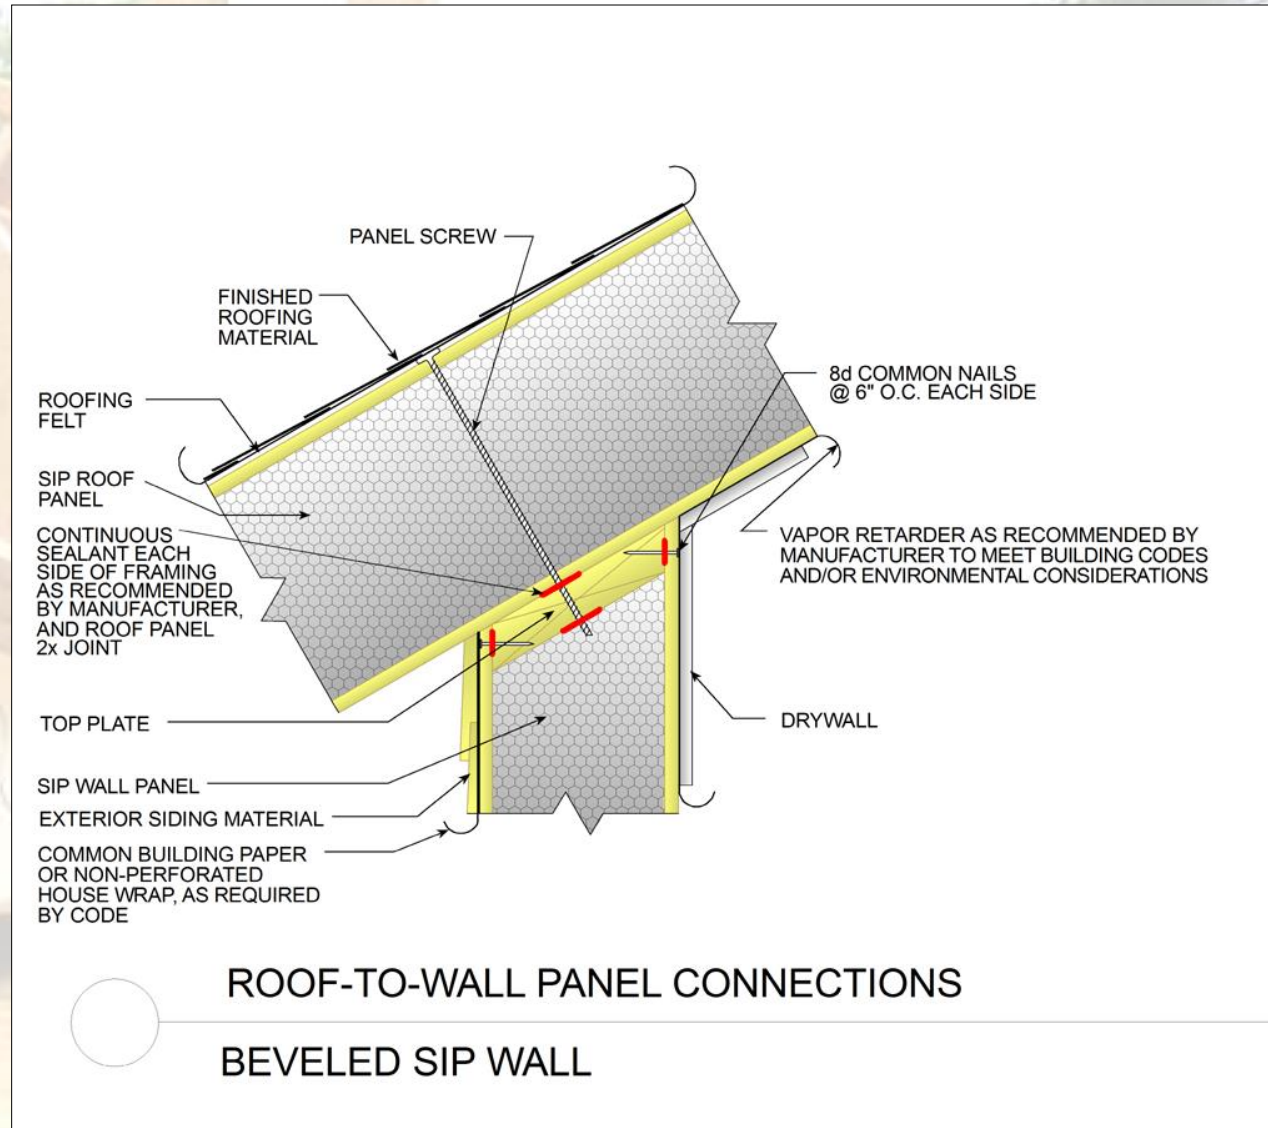 PANEL SCREW
FINISHED
ROOFING
MATERIAL
8d COMMON NAILS
@ 6" O.C. EACH SIDE
ROOFING
FELT
SIP ROOF
PANEL
CONTINUOUS
SEALANT EACH
SIDE OF FRAMING
AS RECOMMENDED
BY MANUFACTURER,
AND ROOF PANEL
2x JOINT
VAPOR RETARDER AS RECOMMENDED BY
MANUFACTURER TO MEET BUILDING CODES
AND/OR ENVIRONMENTAL CONSIDERATIONS
TOP PLATE
DRYWALL
SIP WALL PANEL
EXTERIOR SIDING MATERIAL
COMMON BUILDING PAPER
OR NON-PERFORATED
HOUSE WRAP, AS REQUIRED
BY CODE
ROOF-TO-WALL PANEL CONNECTIONS
BEVELED SIP WALL